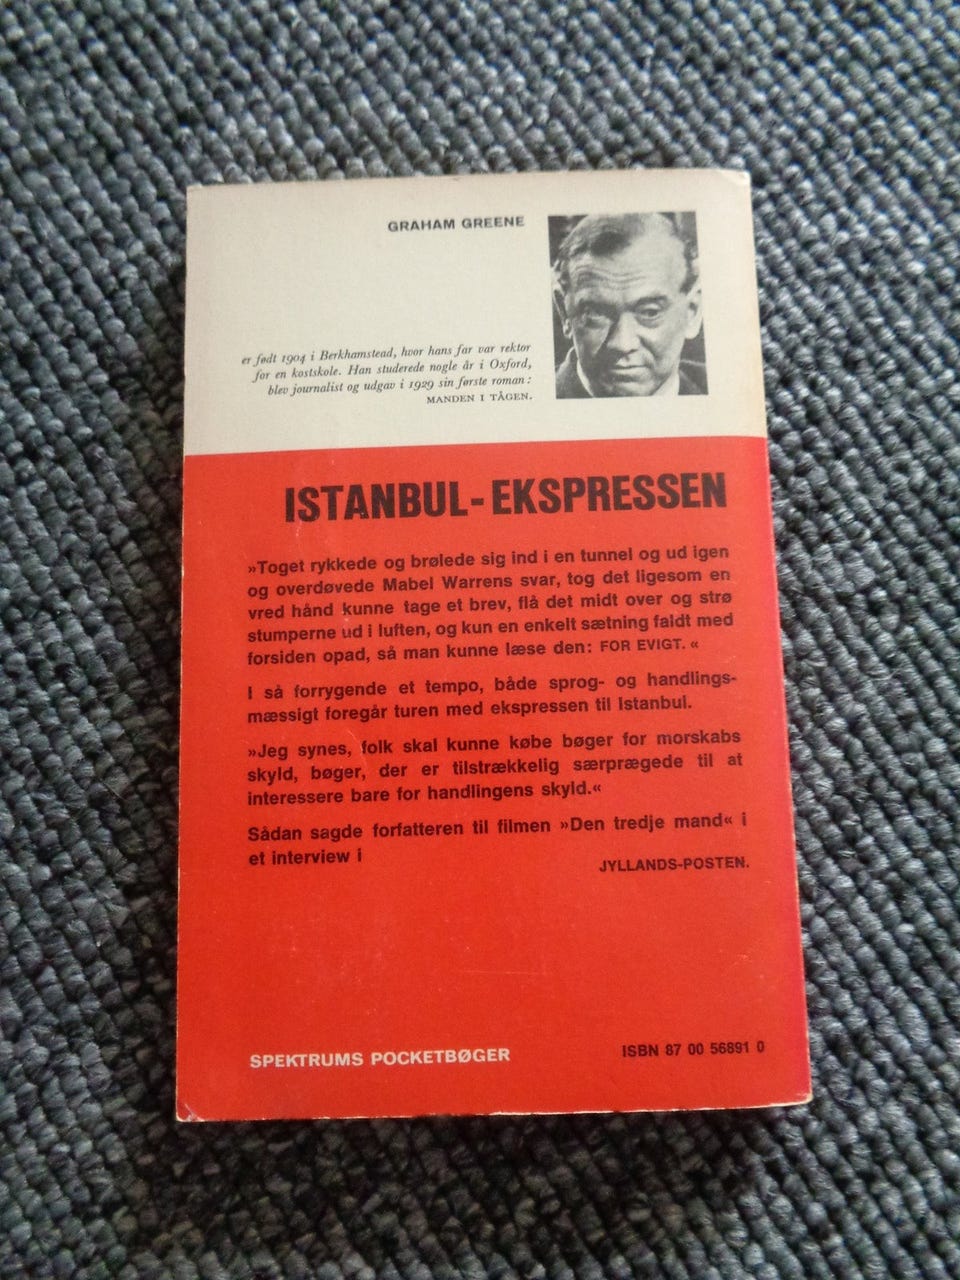 GRAHAM GREENE
er født 1904 i Berkhamstead, hvor hans far var rektor
for en kostskole. Han studerede nogle år i Oxford,
blev journalist og udgav i 1929 sin første roman:
MANDEN I TÅGEN.
ISTANBUL-EKSPRESSEN
»Toget rykkede og brølede sig ind i en tunnel og ud igen
og overdøvede Mabel Warrens svar, tog det ligesom en
vred hånd kunne tage et brev, flå det midt over og strø
stumperne ud i luften, og kun en enkelt sætning faldt med
forsiden opad, så man kunne læse den: FOR EVIGT.«
I så forrygende et tempo, både sprog- og handlings-
mæssigt foregår turen med ekspressen til Istanbul.
»Jeg synes, folk skal kunne købe bøger for morskabs
skyld, bøger, der er tilstrækkelig særprægede til at
interessere bare for handlingens skyld.«
Sådan sagde forfatteren til filmen »Den tredje mand« i
et interview i
JYLLANDS-POSTEN.
SPEKTRUMS POCKETBØGER
ISBN 87 00 56891 0